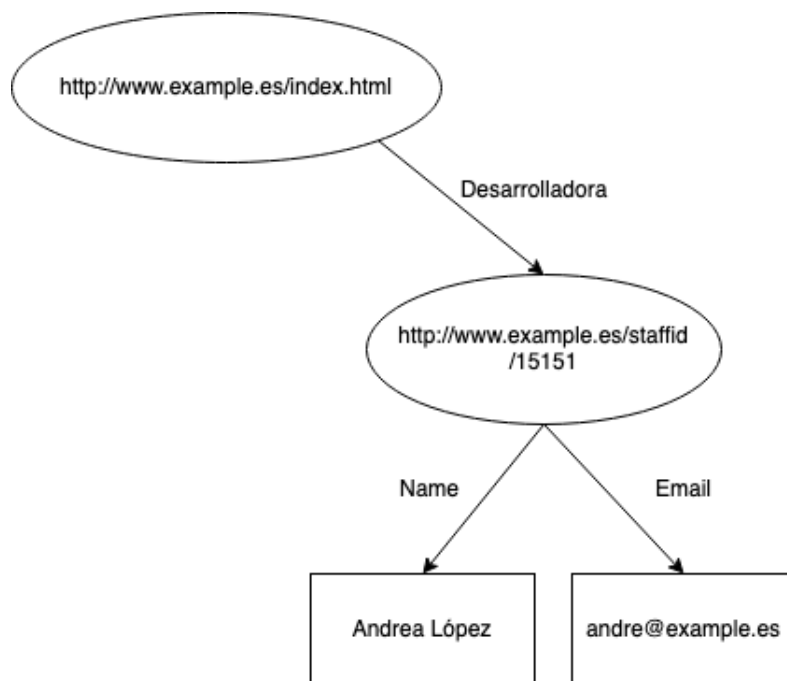 http://www.example.es/index.html
Desarrolladora
http://www.example.es/staffid
/15151
Name
Email
Andrea López
andre@example.es